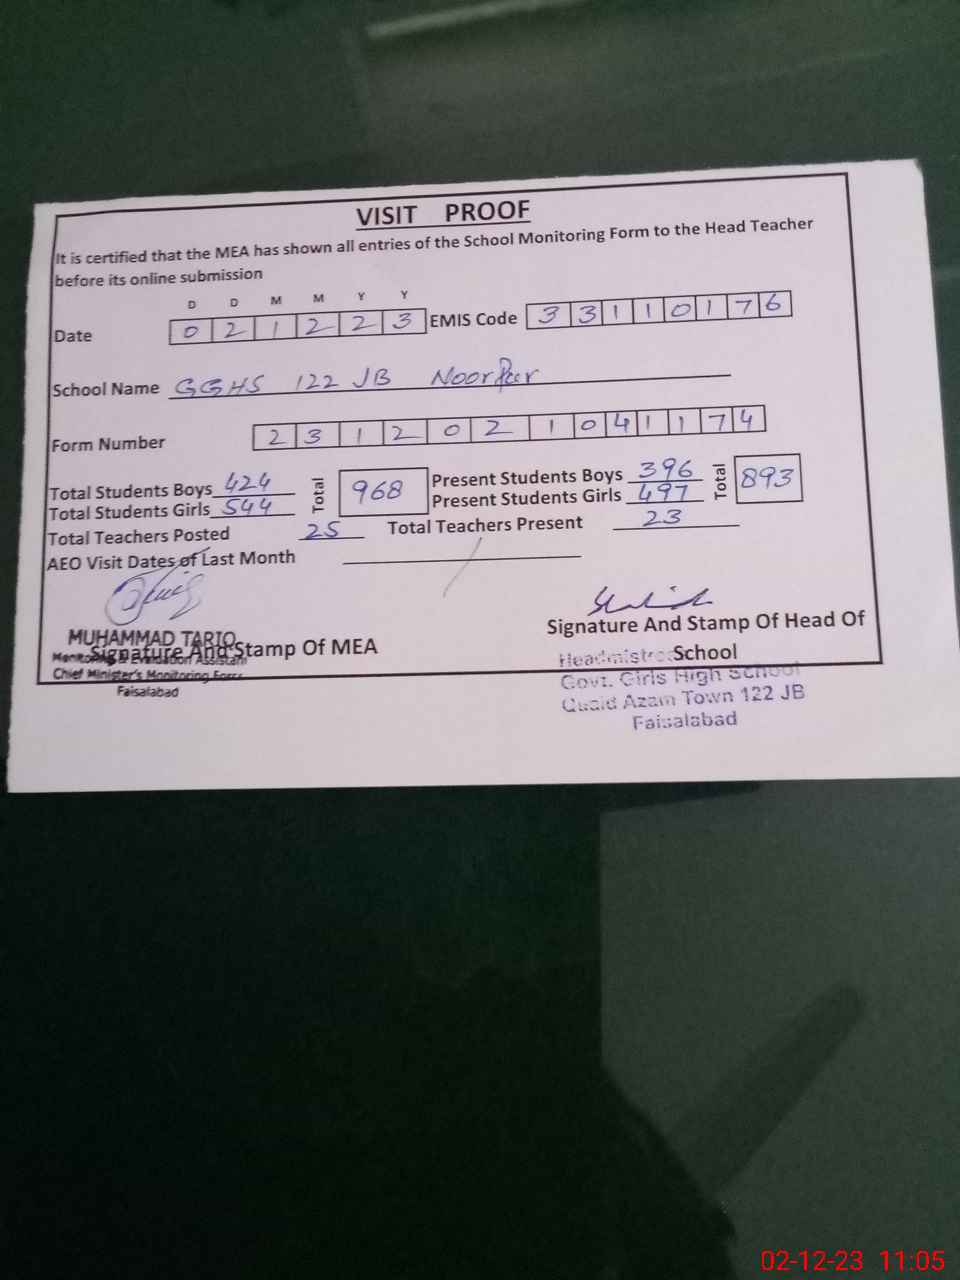 VISIT PROOF
It is certified that the MEA has shown all entries of the School Monitoring Form to the Head Teacher
before its online submission
D D M M Y Y
Date 0 2 1 2 2 3 EMIS Code 3 3 1 1 0 1 7 6
School Name GGHS 122 JB NoorPur
Form Number 2 3 1 2 0 2 1 0 4 1 1 7 4
Total Students Boys 424 Total 968 Present Students Boys 396 Total 893
Total Students Girls 544 Present Students Girls 497
Total Teachers Posted 25 Total Teachers Present 23
AEO Visit Dates of Last Month
MUHAMMAD TARIQ
Signature And Stamp Of MEA
Monitoring & Evaluation Assistant
Chief Minister's Monitoring Force
Faisalabad
Signature And Stamp Of Head Of
School
Headmistress
Govt. Girls High School
Quaid Azam Town 122 JB
Faisalabad
02-12-23 11:05